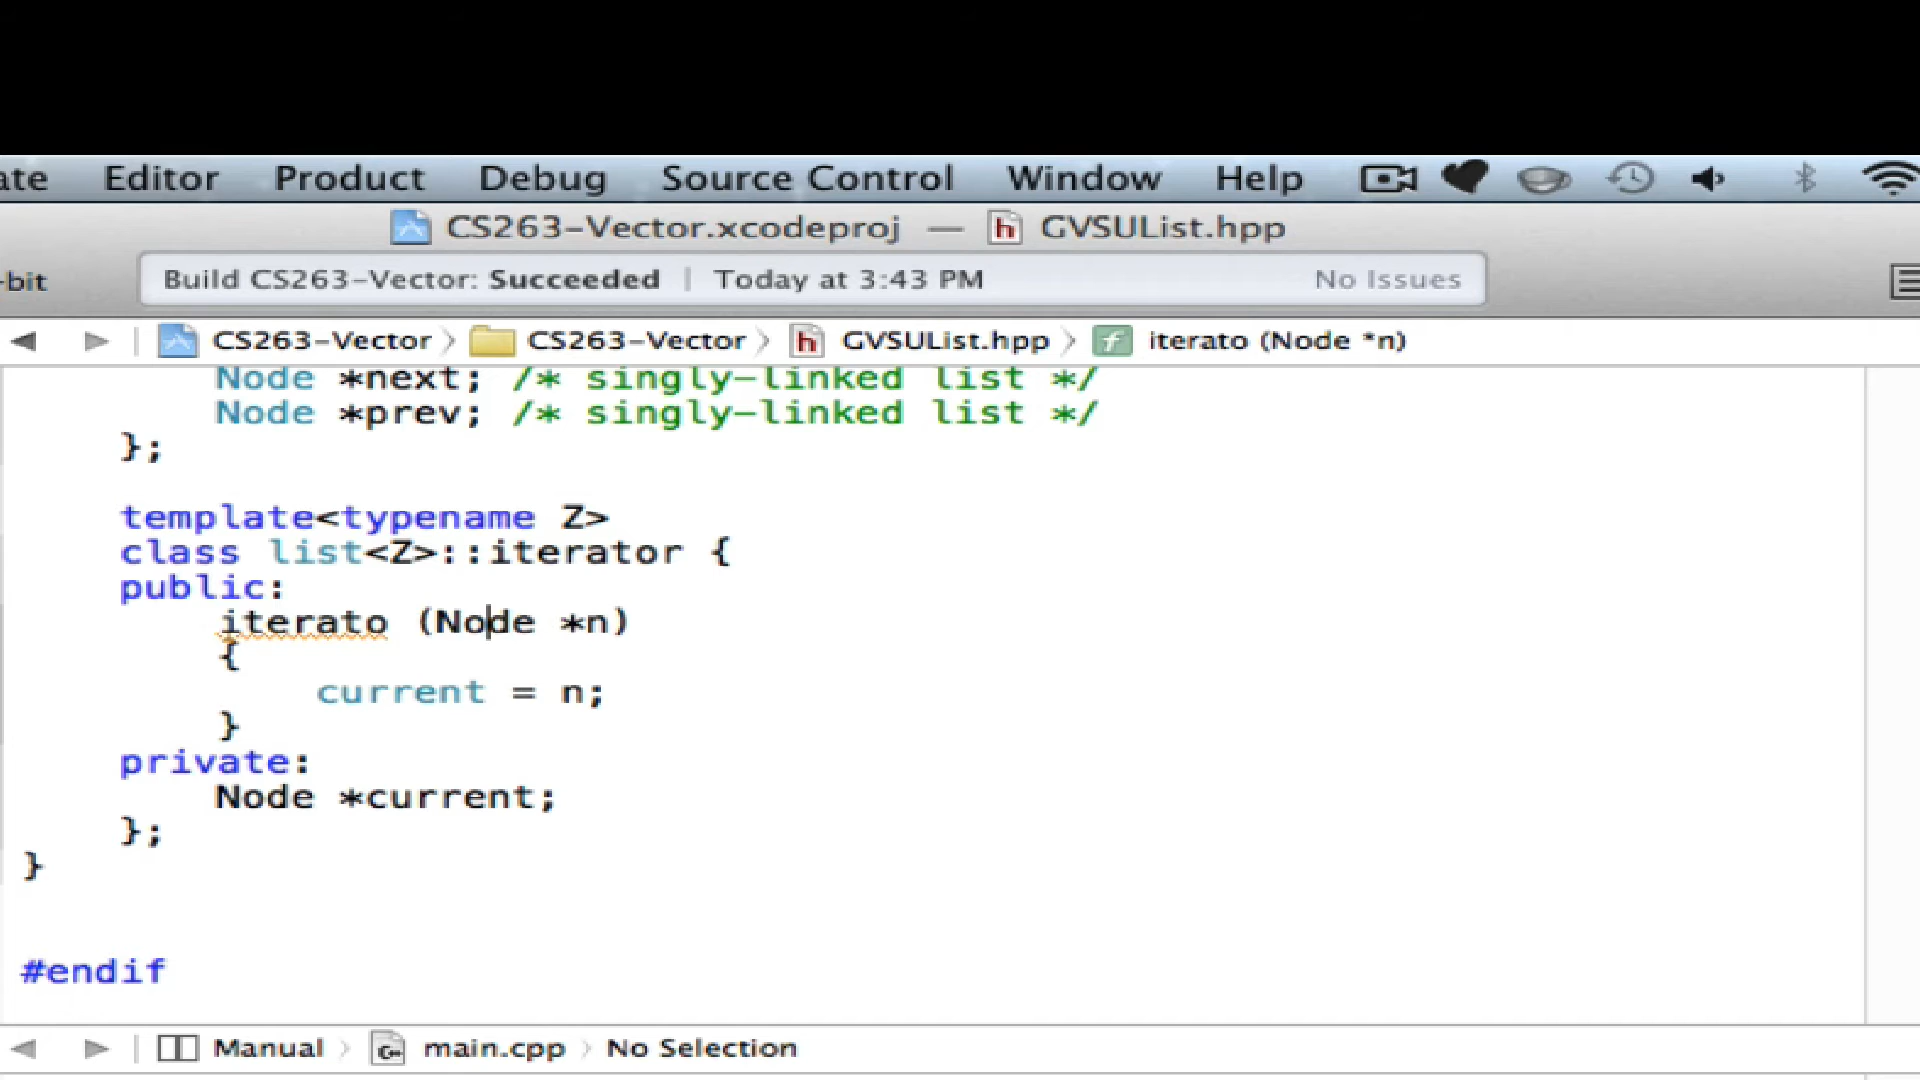 ate Editor Product Debug Source Control Window Help
CS263-Vector.xcodeproj — h GVSUList.hpp
-bit Build CS263-Vector: Succeeded | Today at 3:43 PM No Issues
CS263-Vector CS263-Vector h GVSUList.hpp f iterato (Node *n)
Node *next; /* singly-linked list */
Node *prev; /* singly-linked list */
};
template<typename Z>
class list<Z>::iterator {
public:
iterato (Node *n)
{
current = n;
}
private:
Node *current;
};
}
#endif
Manual C+ main.cpp No Selection